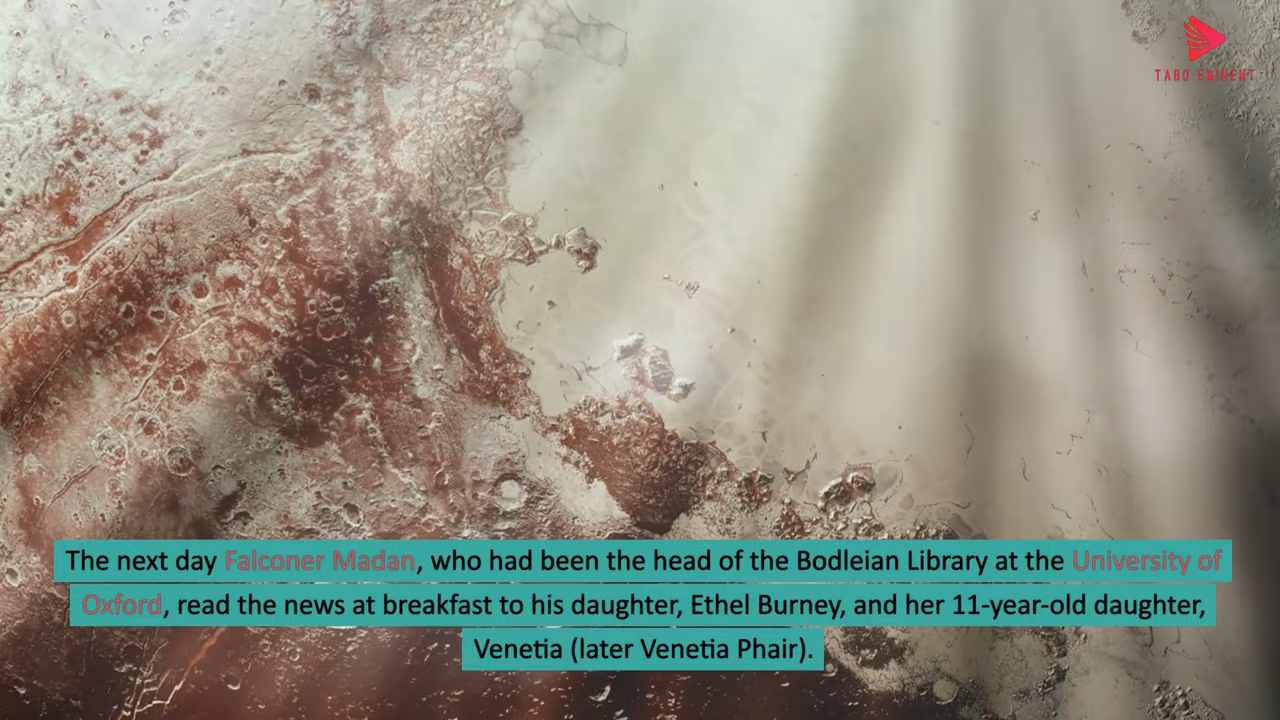 TABO EMINENT
The next day Falconer Madan, who had been the head of the Bodleian Library at the University of
Oxford, read the news at breakfast to his daughter, Ethel Burney, and her 11-year-old daughter,
Venetia (later Venetia Phair).